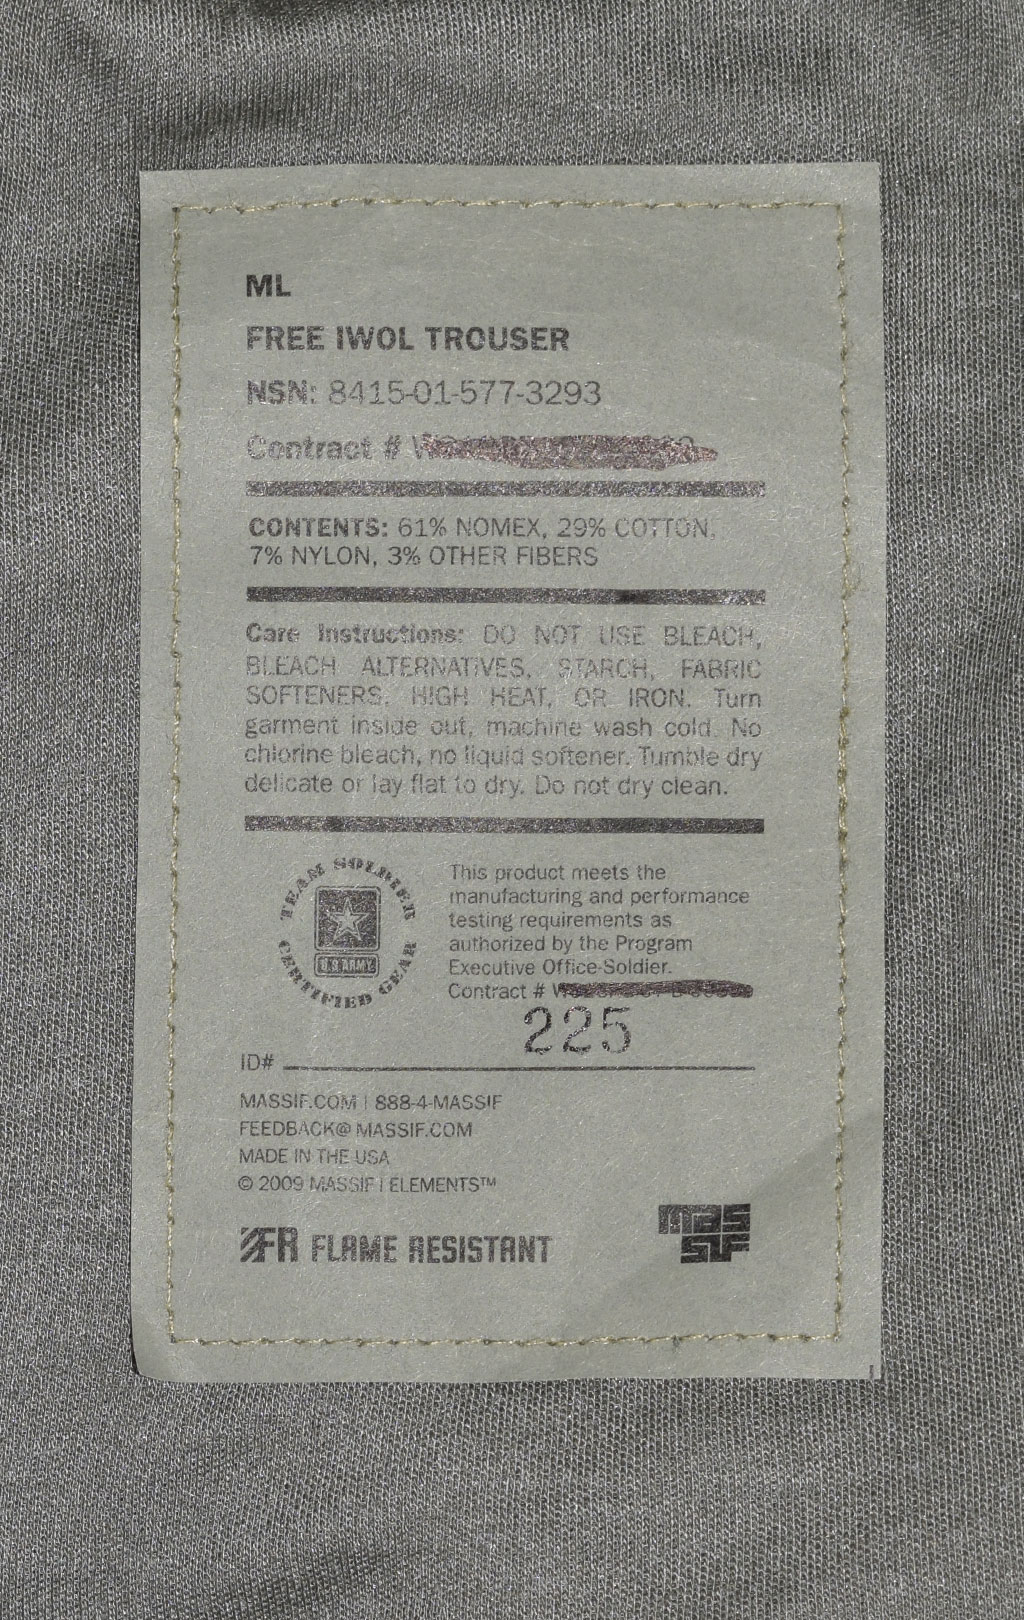 ML
FREE IWOL TROUSER
NSN: 8415-01-577-3293
Contract #
CONTENTS: 61% NOMEX, 29% COTTON,
7% NYLON, 3% OTHER FIBERS
Care Instructions: DO NOT USE BLEACH,
BLEACH ALTERNATIVES, STARCH, FABRIC
SOFTENERS, HIGH HEAT, OR IRON. Turn
garment inside out, machine wash cold. No
chlorine bleach, no liquid softener. Tumble dry
delicate or lay flat to dry. Do not dry clean.
TEAM SOLDIER
U.S. ARMY
CERTIFIED GEAR
This product meets the
manufacturing and performance
testing requirements as
authorized by the Program
Executive Office-Soldier.
Contract #
225
ID#
MASSIF.COM | 888-4-MASSIF
FEEDBACK@MASSIF.COM
MADE IN THE USA
© 2009 MASSIF | ELEMENTS™
FR FLAME RESISTANT
MASSIF